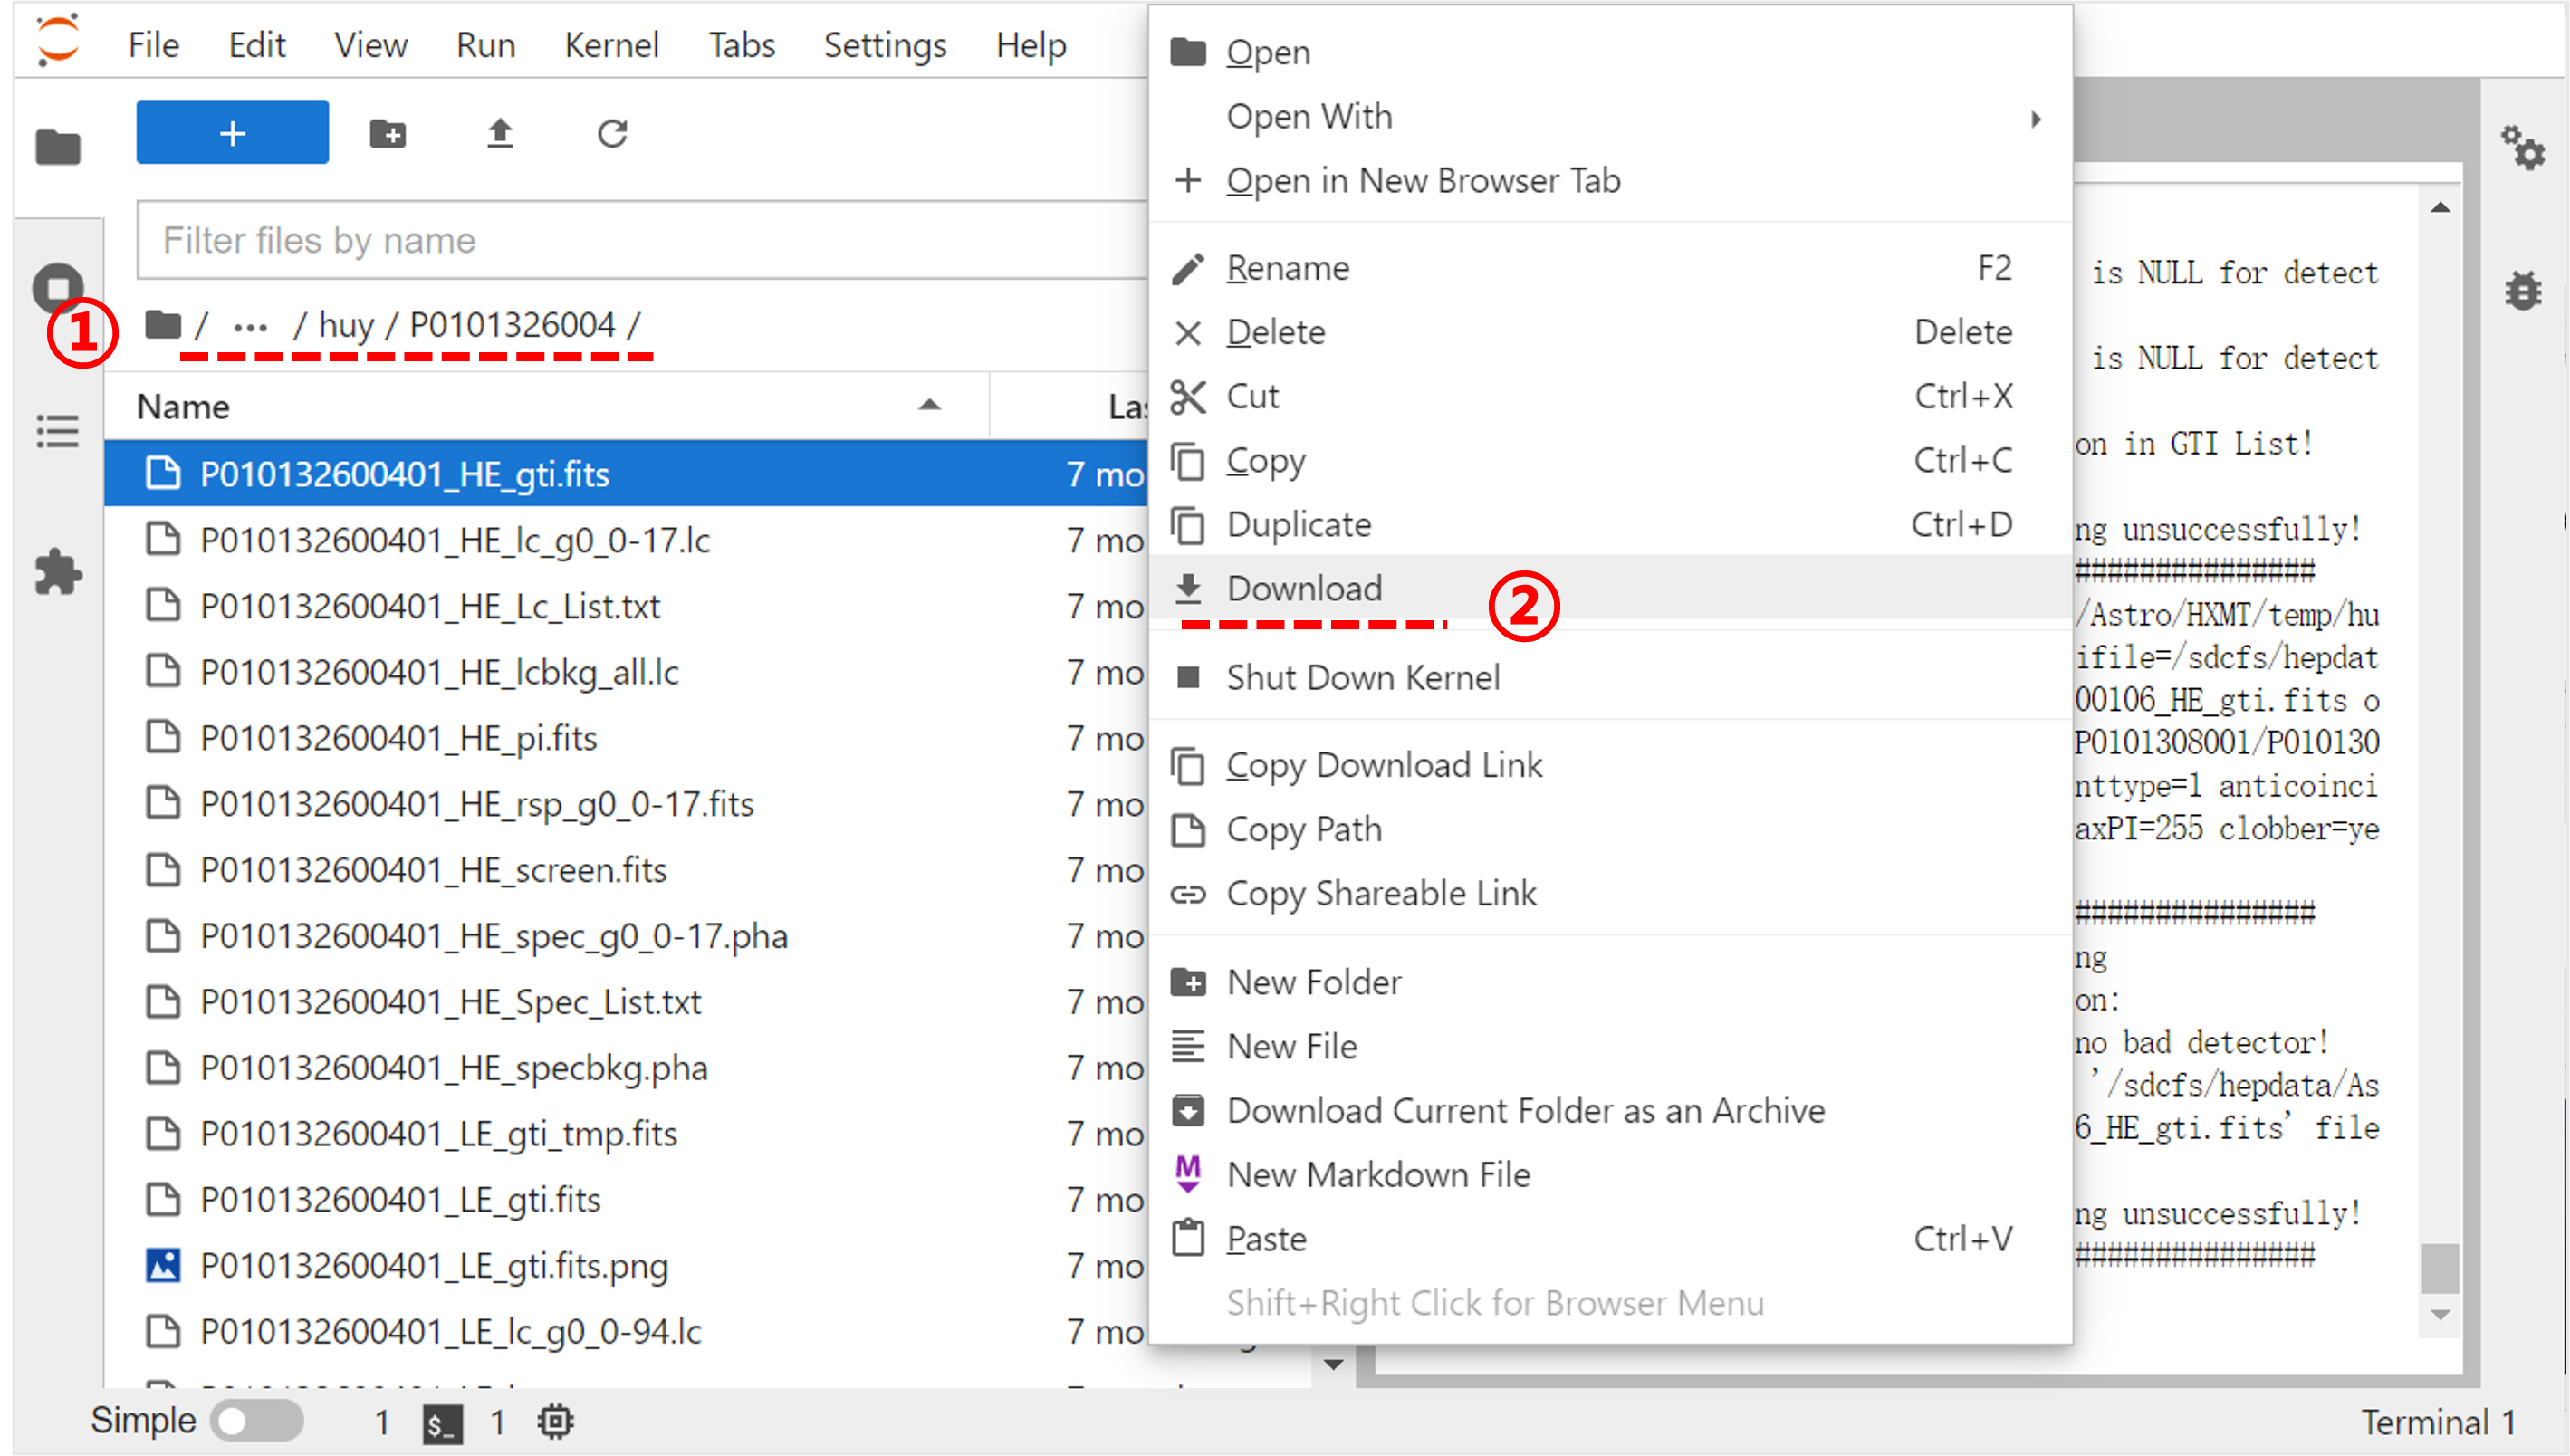 File Edit View Run Kernel Tabs Settings Help
+
Filter files by name
①
/ ··· / huy / P0101326004 /
Name
P010132600401_HE_gti.fits 7 mo
P010132600401_HE_lc_g0_0-17.lc 7 mo
P010132600401_HE_Lc_List.txt 7 mo
P010132600401_HE_lcbkg_all.lc 7 mo
P010132600401_HE_pi.fits 7 mo
P010132600401_HE_rsp_g0_0-17.fits 7 mo
P010132600401_HE_screen.fits 7 mo
P010132600401_HE_spec_g0_0-17.pha 7 mo
P010132600401_HE_Spec_List.txt 7 mo
P010132600401_HE_specbkg.pha 7 mo
P010132600401_LE_gti_tmp.fits 7 mo
P010132600401_LE_gti.fits 7 mo
P010132600401_LE_gti.fits.png 7 mo
P010132600401_LE_lc_g0_0-94.lc 7 mo
Open
Open With
Open in New Browser Tab
Rename F2
Delete Delete
Cut Ctrl+X
Copy Ctrl+C
Duplicate Ctrl+D
Download ②
Shut Down Kernel
Copy Download Link
Copy Path
Copy Shareable Link
New Folder
New File
Download Current Folder as an Archive
New Markdown File
Paste Ctrl+V
Shift+Right Click for Browser Menu
is NULL for detect
is NULL for detect
on in GTI List!
ng unsuccessfully!
###############
/Astro/HXMT/temp/hu
ifile=/sdcfs/hepdat
00106_HE_gti.fits o
P0101308001/P010130
nttype=1 anticoinci
axPI=255 clobber=ye
###############
ng
on:
no bad detector!
'/sdcfs/hepdata/As
6_HE_gti.fits' file
ng unsuccessfully!
###############
Simple 1 $_ 1
Terminal 1